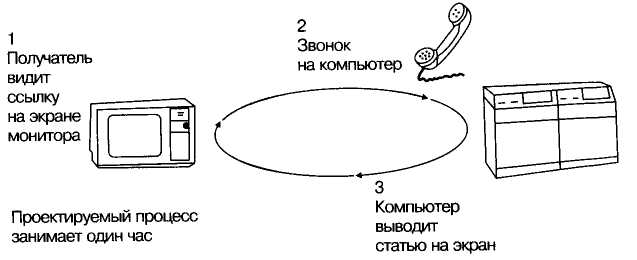 1
Получатель
видит
ссылку
на экране
монитора
2
Звонок
на компьютер
3
Компьютер
выводит
статью на экран
Проектируемый процесс
занимает один час